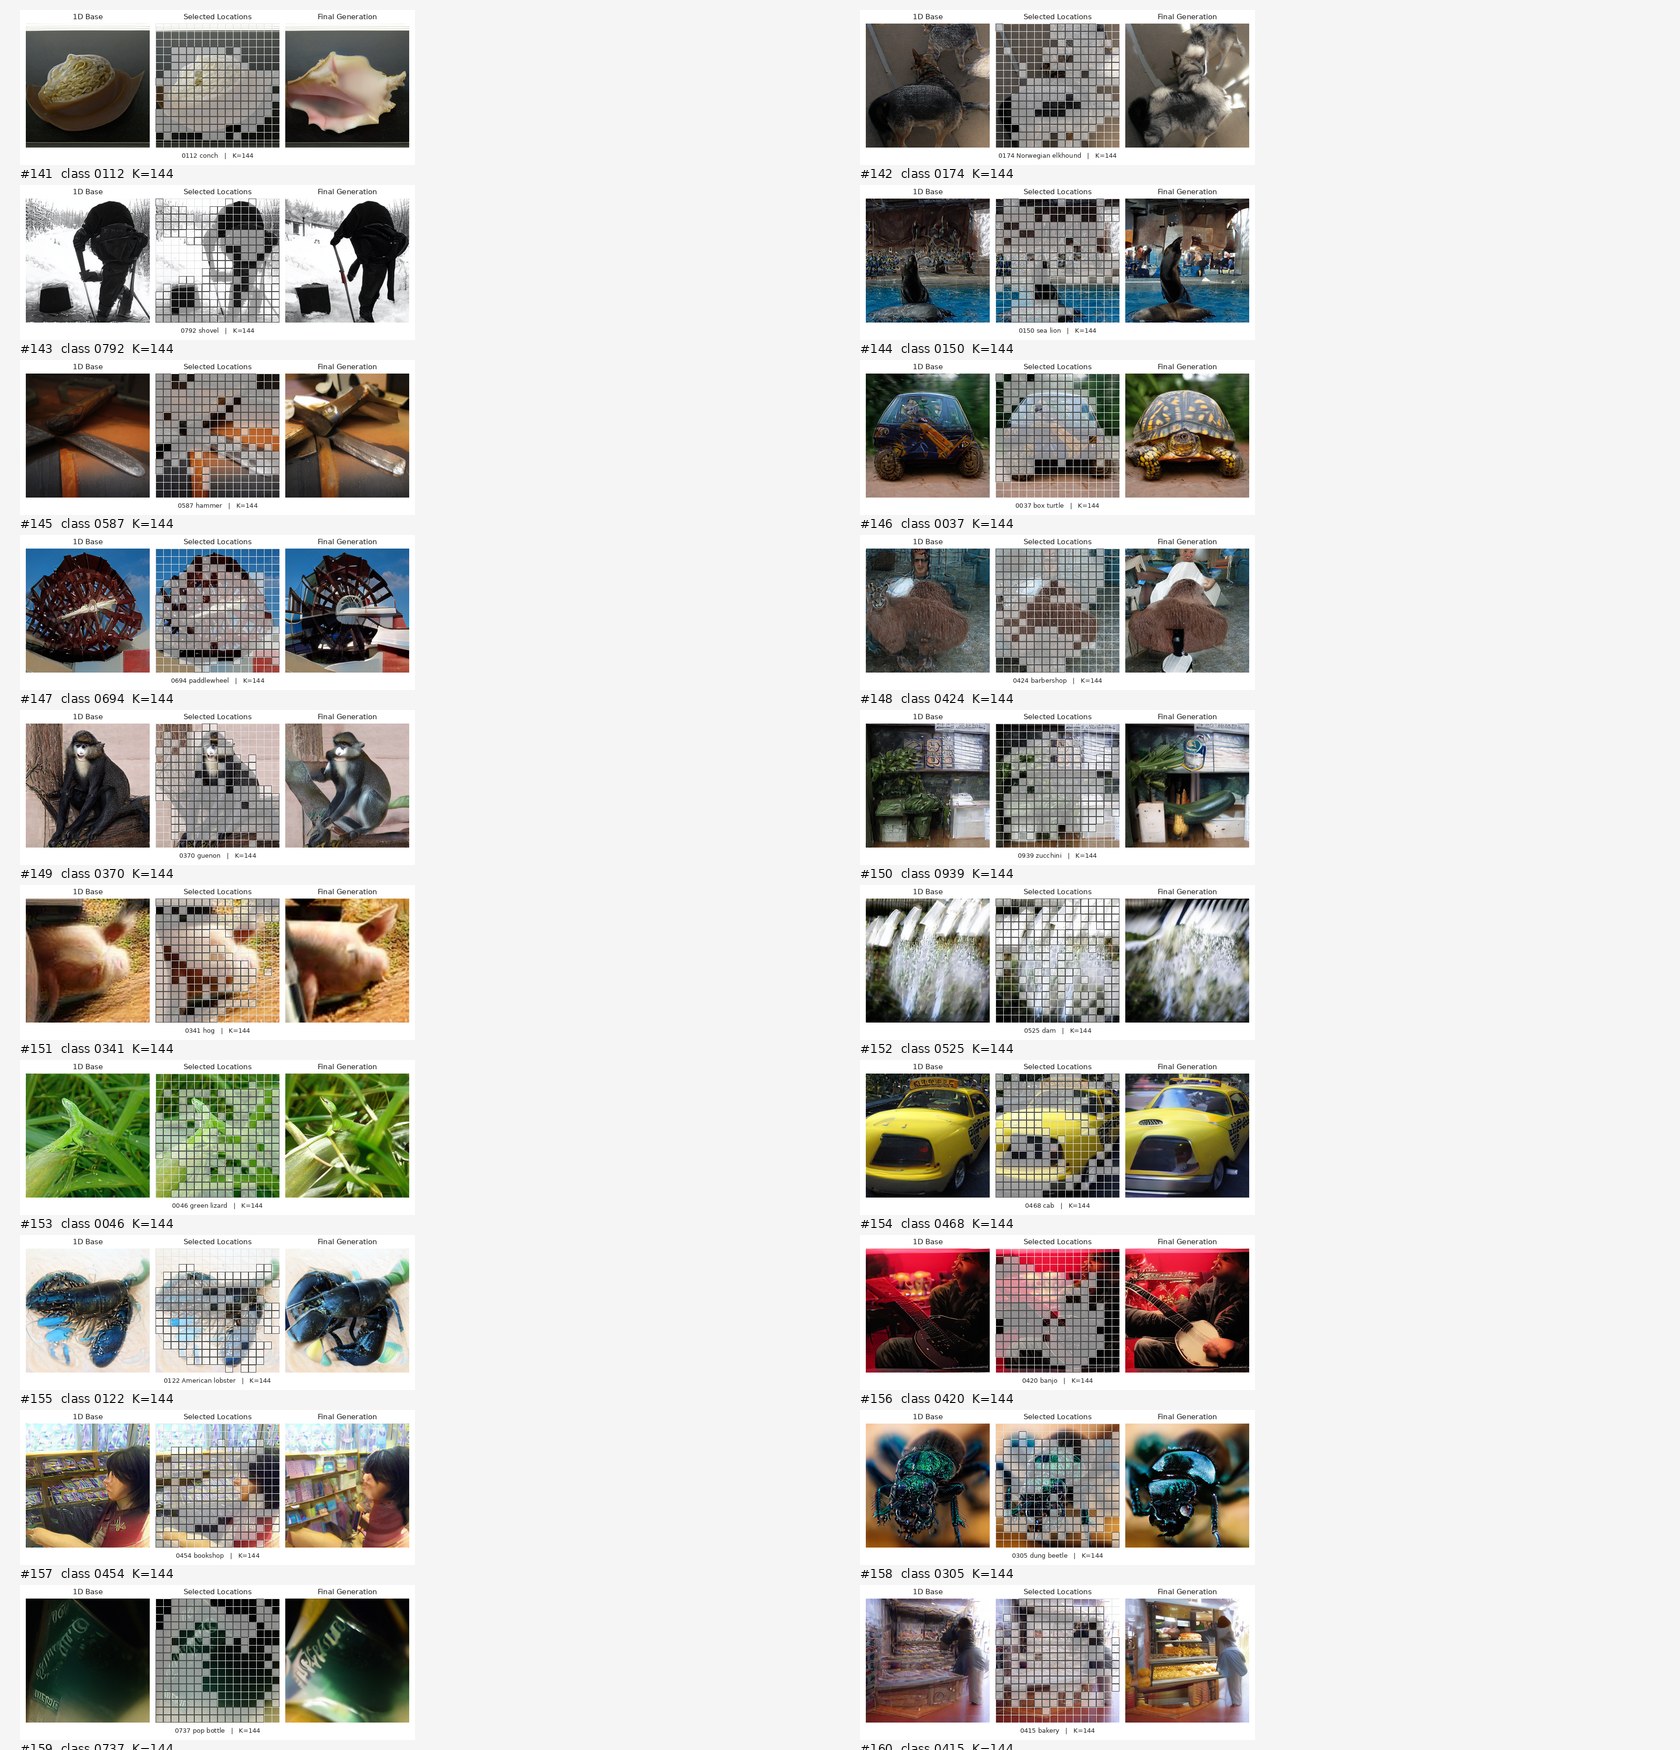 1D Base Selected Locations Final Generation
0112 conch | K=144
#141 class 0112 K=144
1D Base Selected Locations Final Generation
0174 Norwegian elkhound | K=144
#142 class 0174 K=144
1D Base Selected Locations Final Generation
0792 shovel | K=144
#143 class 0792 K=144
1D Base Selected Locations Final Generation
0150 sea lion | K=144
#144 class 0150 K=144
1D Base Selected Locations Final Generation
0587 hammer | K=144
#145 class 0587 K=144
1D Base Selected Locations Final Generation
0037 box turtle | K=144
#146 class 0037 K=144
1D Base Selected Locations Final Generation
0694 paddlewheel | K=144
#147 class 0694 K=144
1D Base Selected Locations Final Generation
0424 barbershop | K=144
#148 class 0424 K=144
1D Base Selected Locations Final Generation
0370 guenon | K=144
#149 class 0370 K=144
1D Base Selected Locations Final Generation
0939 zucchini | K=144
#150 class 0939 K=144
1D Base Selected Locations Final Generation
0341 hog | K=144
#151 class 0341 K=144
1D Base Selected Locations Final Generation
0525 dam | K=144
#152 class 0525 K=144
1D Base Selected Locations Final Generation
0046 green lizard | K=144
#153 class 0046 K=144
1D Base Selected Locations Final Generation
0468 cab | K=144
#154 class 0468 K=144
1D Base Selected Locations Final Generation
0122 American lobster | K=144
#155 class 0122 K=144
1D Base Selected Locations Final Generation
0420 banjo | K=144
#156 class 0420 K=144
1D Base Selected Locations Final Generation
0454 bookshop | K=144
#157 class 0454 K=144
1D Base Selected Locations Final Generation
0305 dung beetle | K=144
#158 class 0305 K=144
1D Base Selected Locations Final Generation
0737 pop bottle | K=144
#159 class 0737 K=144
1D Base Selected Locations Final Generation
0415 bakery | K=144
#160 class 0415 K=144